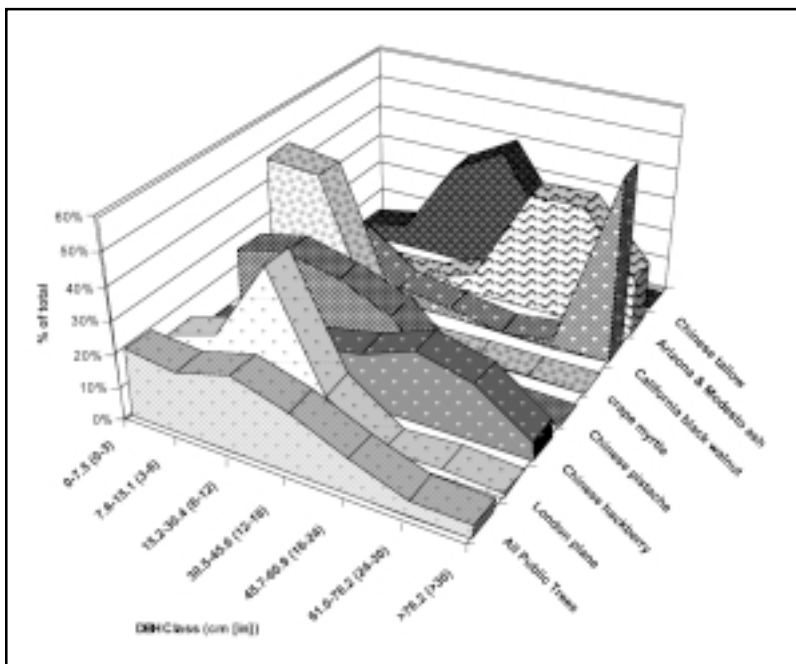 60%
50%
40%
30%
20%
10%
0%
% of total
0-7.5 (0-3)
7.6-15.1 (3-6)
15.2-30.4 (6-12)
30.5-45.6 (12-18)
45.7-60.9 (18-24)
61.0-76.2 (24-30)
>76.2 (>30)
DBH Class (cm [in])
Chinese tallow
Arizona & Modesto ash
California black walnut
crape myrtle
Chinese pistache
Chinese hackberry
London plane
All Public Trees